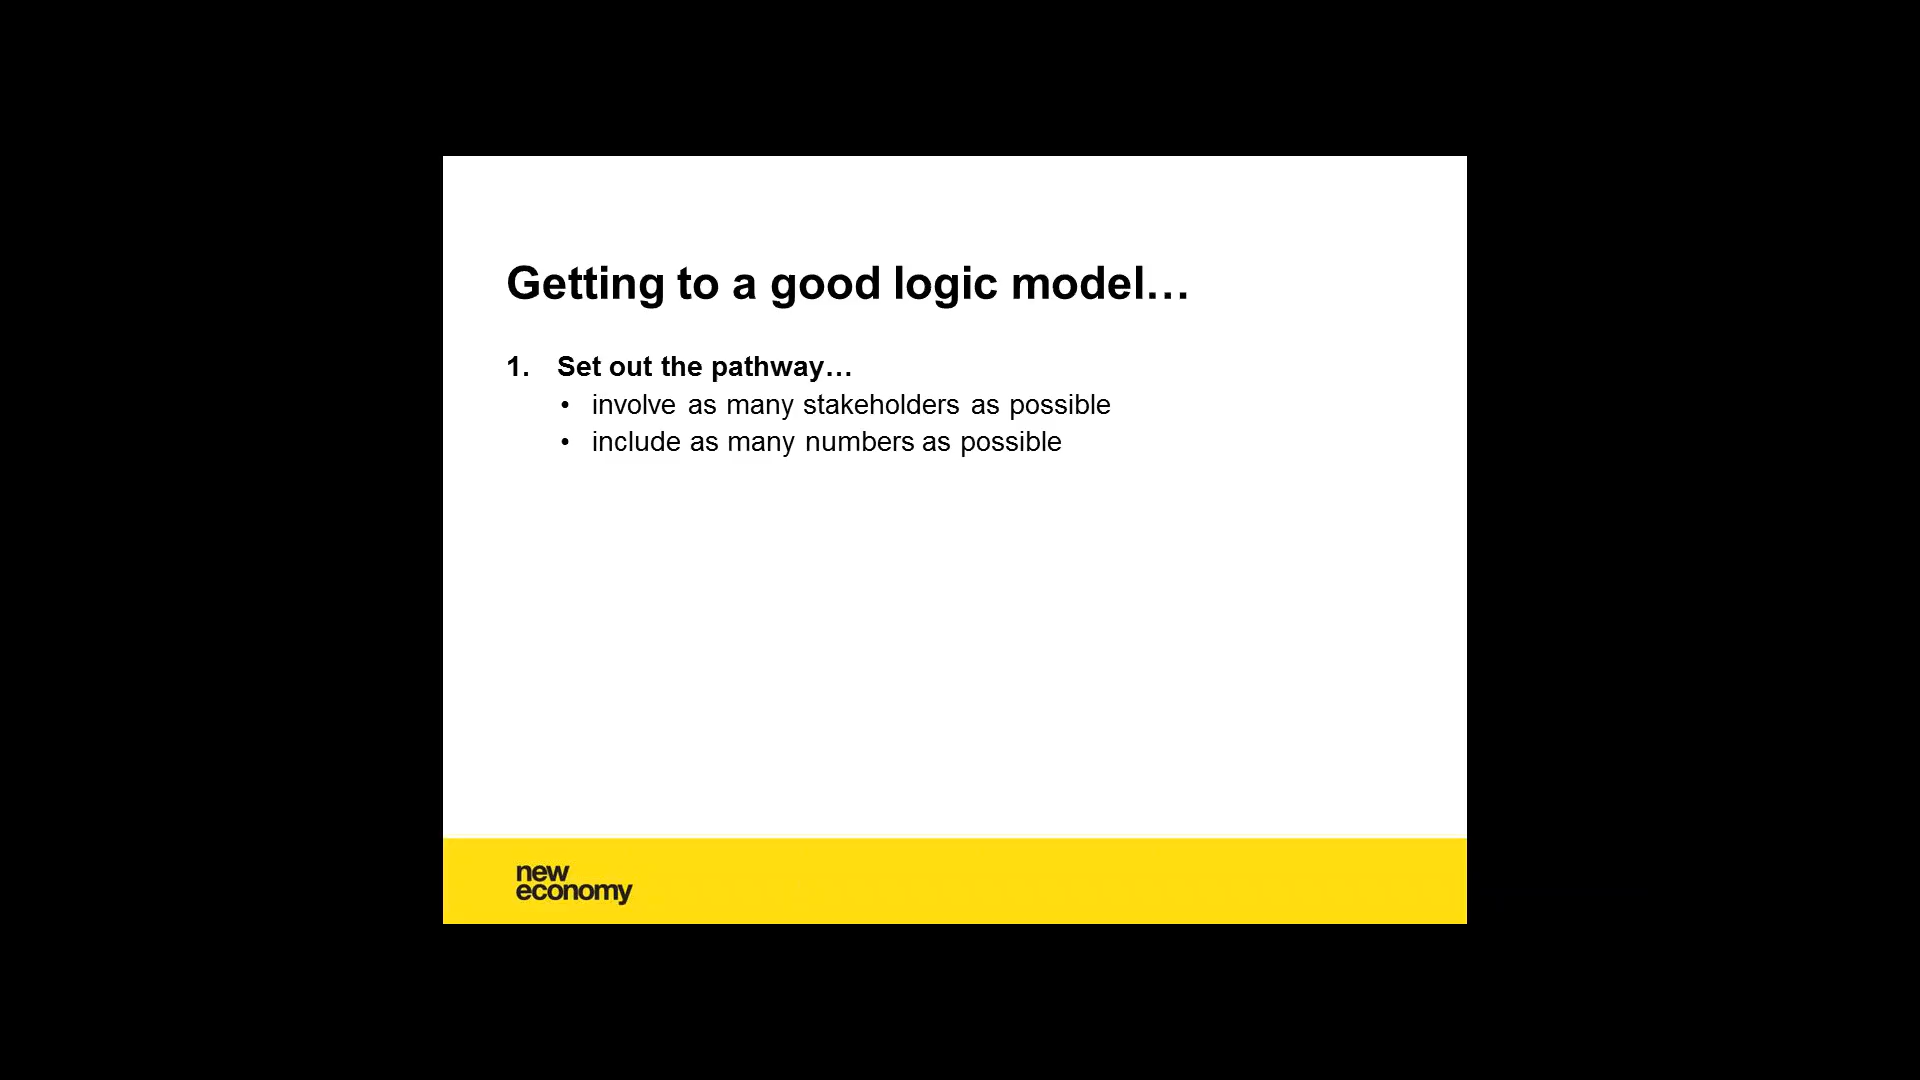 Getting to a good logic model…
1. Set out the pathway…
• involve as many stakeholders as possible
• include as many numbers as possible
new
economy